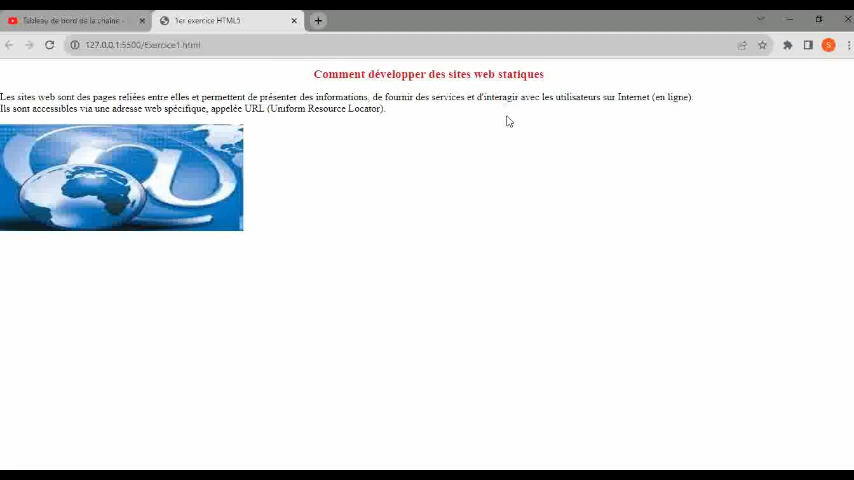 Tableau de bord de la chaîne -
1er exercice HTML5
127.0.0.1:5500/Exercice1.html
S
Comment développer des sites web statiques
Les sites web sont des pages reliées entre elles et permettent de présenter des informations, de fournir des services et d'interagir avec les utilisateurs sur Internet (en ligne).
Ils sont accessibles via une adresse web spécifique, appelée URL (Uniform Resource Locator).